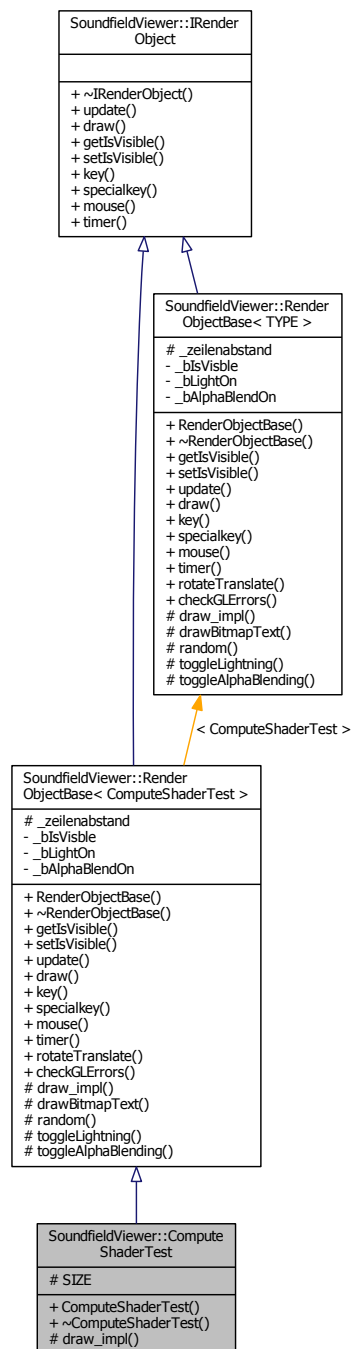 SoundfieldViewer::IRender
Object
+ ~IRenderObject()
+ update()
+ draw()
+ getIsVisible()
+ setIsVisible()
+ key()
+ specialkey()
+ mouse()
+ timer()
SoundfieldViewer::Render
ObjectBase< TYPE >
# _zeilenabstand
- _bIsVisble
- _bLightOn
- _bAlphaBlendOn
+ RenderObjectBase()
+ ~RenderObjectBase()
+ getIsVisible()
+ setIsVisible()
+ update()
+ draw()
+ key()
+ specialkey()
+ mouse()
+ timer()
+ rotateTranslate()
+ checkGLErrors()
# draw_impl()
# drawBitmapText()
# random()
# toggleLightning()
# toggleAlphaBlending()
< ComputeShaderTest >
SoundfieldViewer::Render
ObjectBase< ComputeShaderTest >
# _zeilenabstand
- _bIsVisble
- _bLightOn
- _bAlphaBlendOn
+ RenderObjectBase()
+ ~RenderObjectBase()
+ getIsVisible()
+ setIsVisible()
+ update()
+ draw()
+ key()
+ specialkey()
+ mouse()
+ timer()
+ rotateTranslate()
+ checkGLErrors()
# draw_impl()
# drawBitmapText()
# random()
# toggleLightning()
# toggleAlphaBlending()
SoundfieldViewer::Compute
ShaderTest
# SIZE
+ ComputeShaderTest()
+ ~ComputeShaderTest()
# draw_impl()